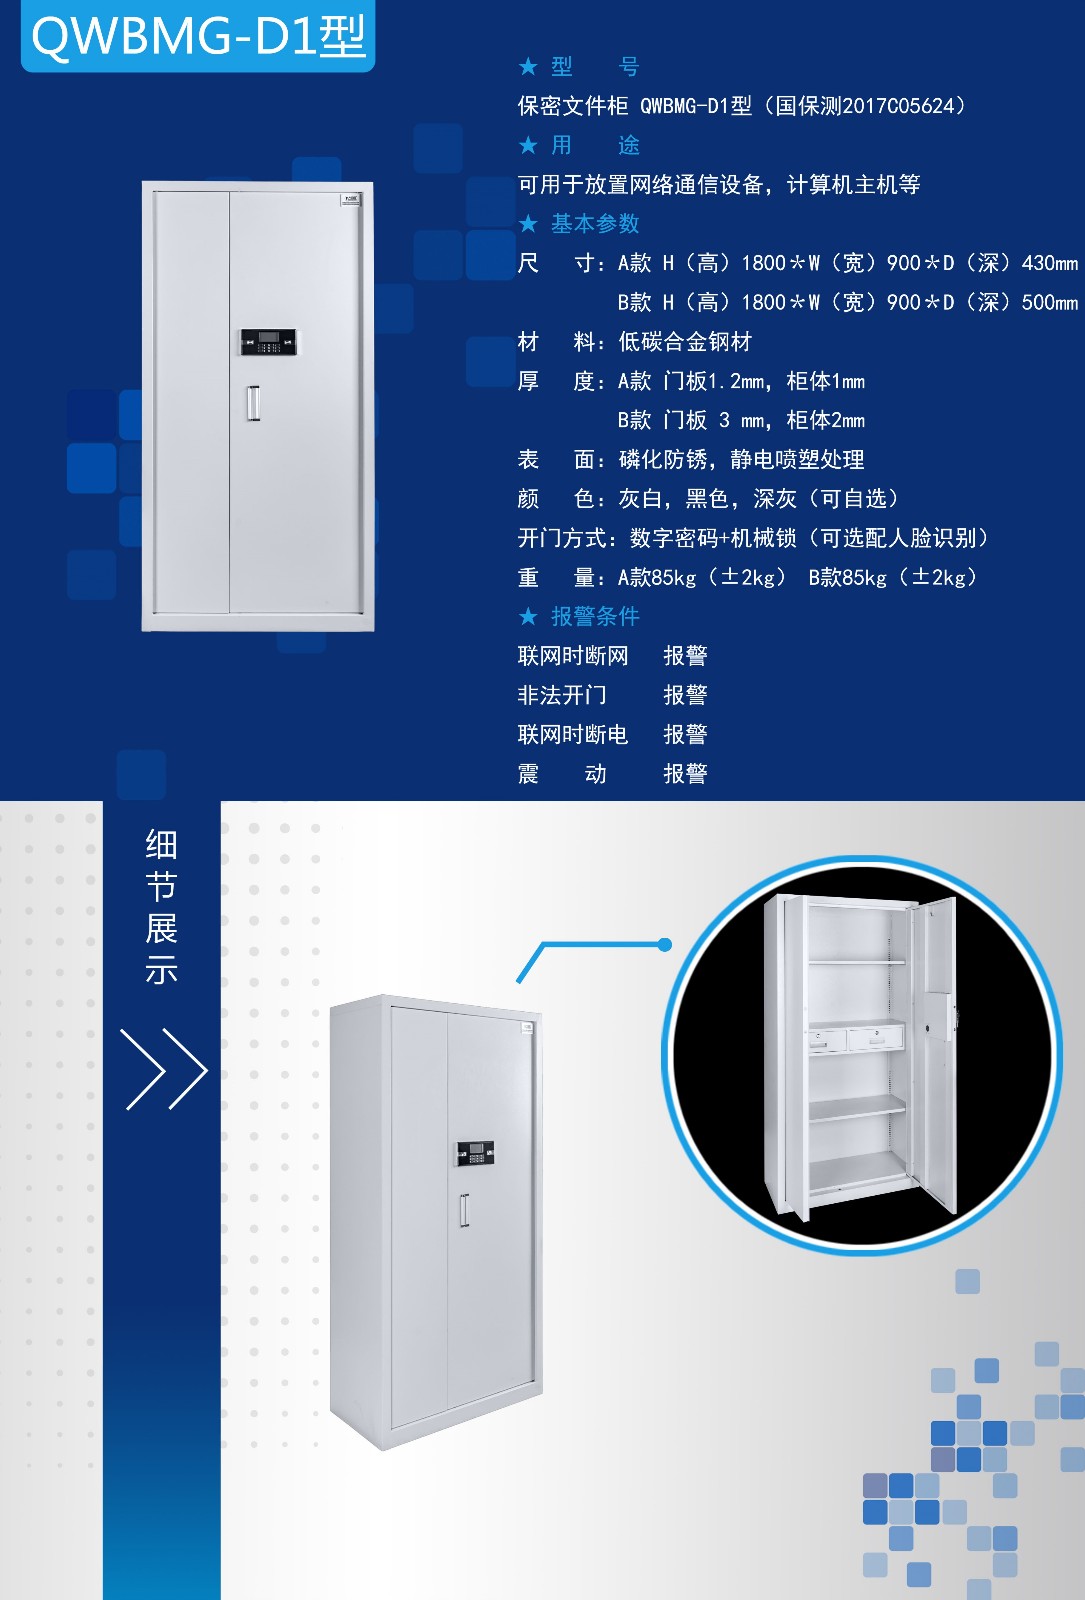 QWBMG-D1型
★ 型 号
保密文件柜 QWBMG-D1型（国保测2017C05624）
★ 用 途
可用于放置网络通信设备，计算机主机等
★ 基本参数
尺 寸：A款 H（高）1800＊W（宽）900＊D（深）430mm
B款 H（高）1800＊W（宽）900＊D（深）500mm
材 料：低碳合金钢材
厚 度：A款 门板1.2mm，柜体1mm
B款 门板 3 mm，柜体2mm
表 面：磷化防锈，静电喷塑处理
颜 色：灰白，黑色，深灰（可自选）
开门方式：数字密码+机械锁（可选配人脸识别）
重 量：A款85kg（±2kg） B款85kg（±2kg）
★ 报警条件
联网时断网 报警
非法开门 报警
联网时断电 报警
震 动 报警
细节展示